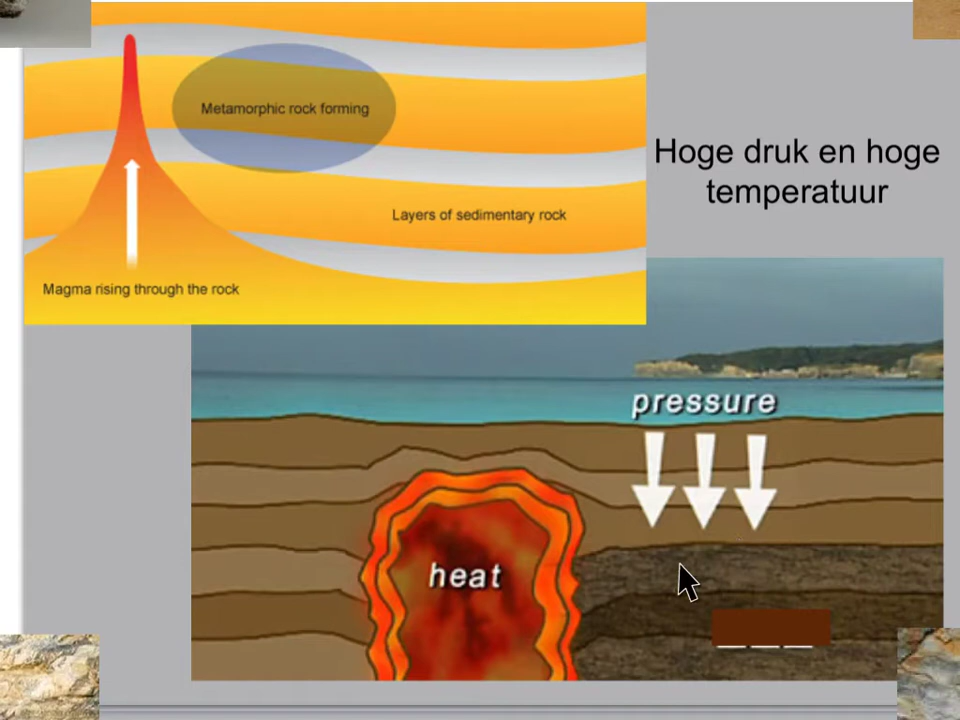 Metamorphic rock forming
Layers of sedimentary rock
Magma rising through the rock
Hoge druk en hoge
temperatuur
pressure
heat